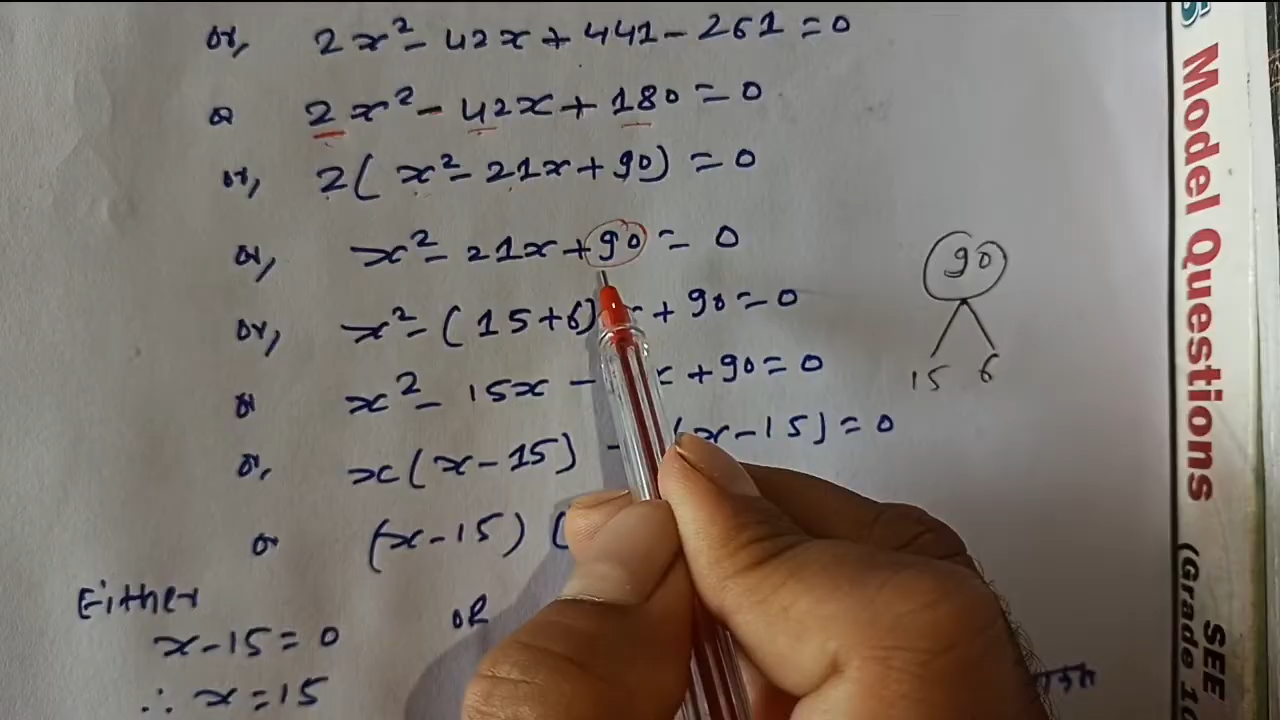 or, 2x² - 42x + 441 - 261 = 0
or 2x² - 42x + 180 = 0
or, 2(x² - 21x + 90) = 0
or, x² - 21x + 90 = 0
or, x² - (15+6) + 90 = 0
or x² - 15x - x + 90 = 0
or, x(x - 15) - (x - 15) = 0
or (x - 15) (
Either
x - 15 = 0
OR
∴ x = 15
90
15 6
Model Questions
SEE
(Grade 10